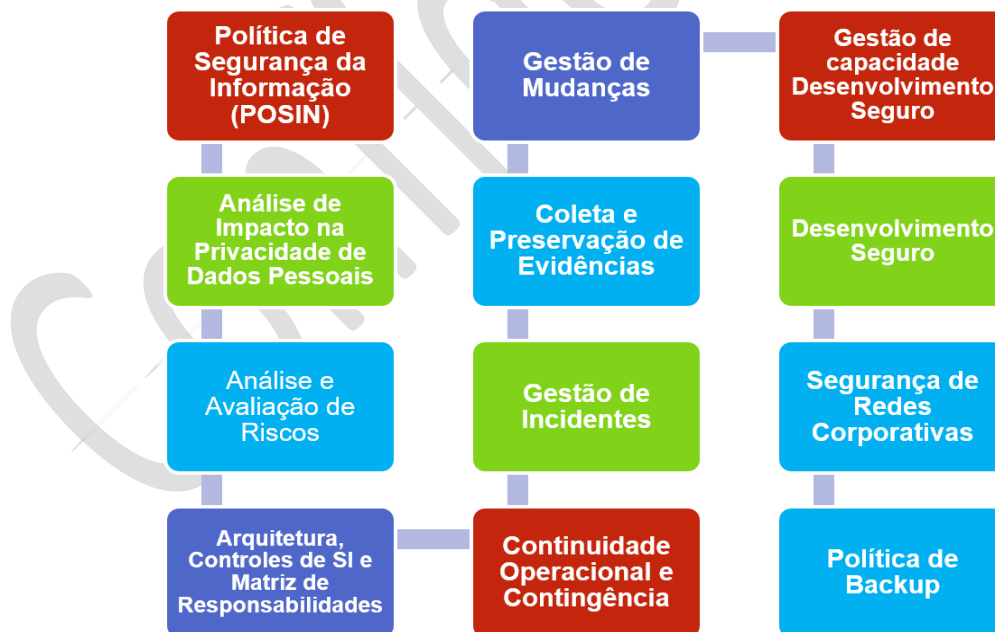 Política de
Segurança da
Informação
(POSIN)
Análise de
Impacto na
Privacidade de
Dados Pessoais
Análise e
Avaliação de
Riscos
Arquitetura,
Controles de SI e
Matriz de
Responsabilidades
Continuidade
Operacional e
Contingência
Gestão de
Incidentes
Coleta e
Preservação de
Evidências
Gestão de
Mudanças
Gestão de
capacidade
Desenvolvimento
Seguro
Desenvolvimento
Seguro
Segurança de
Redes
Corporativas
Política de
Backup